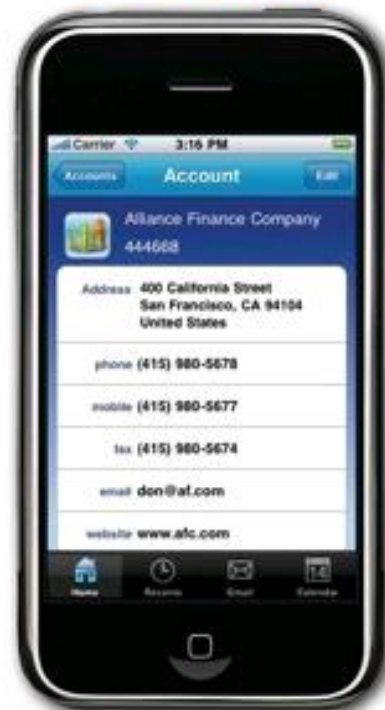 Carrier 3:16 PM
Accounts Account Edit
Alliance Finance Company
444668
Address 400 California Street
San Francisco, CA 94104
United States
phone (415) 980-5678
mobile (415) 980-5677
fax (415) 980-5674
email don@af.com
website www.afc.com
Home Recents Email Calendar
14